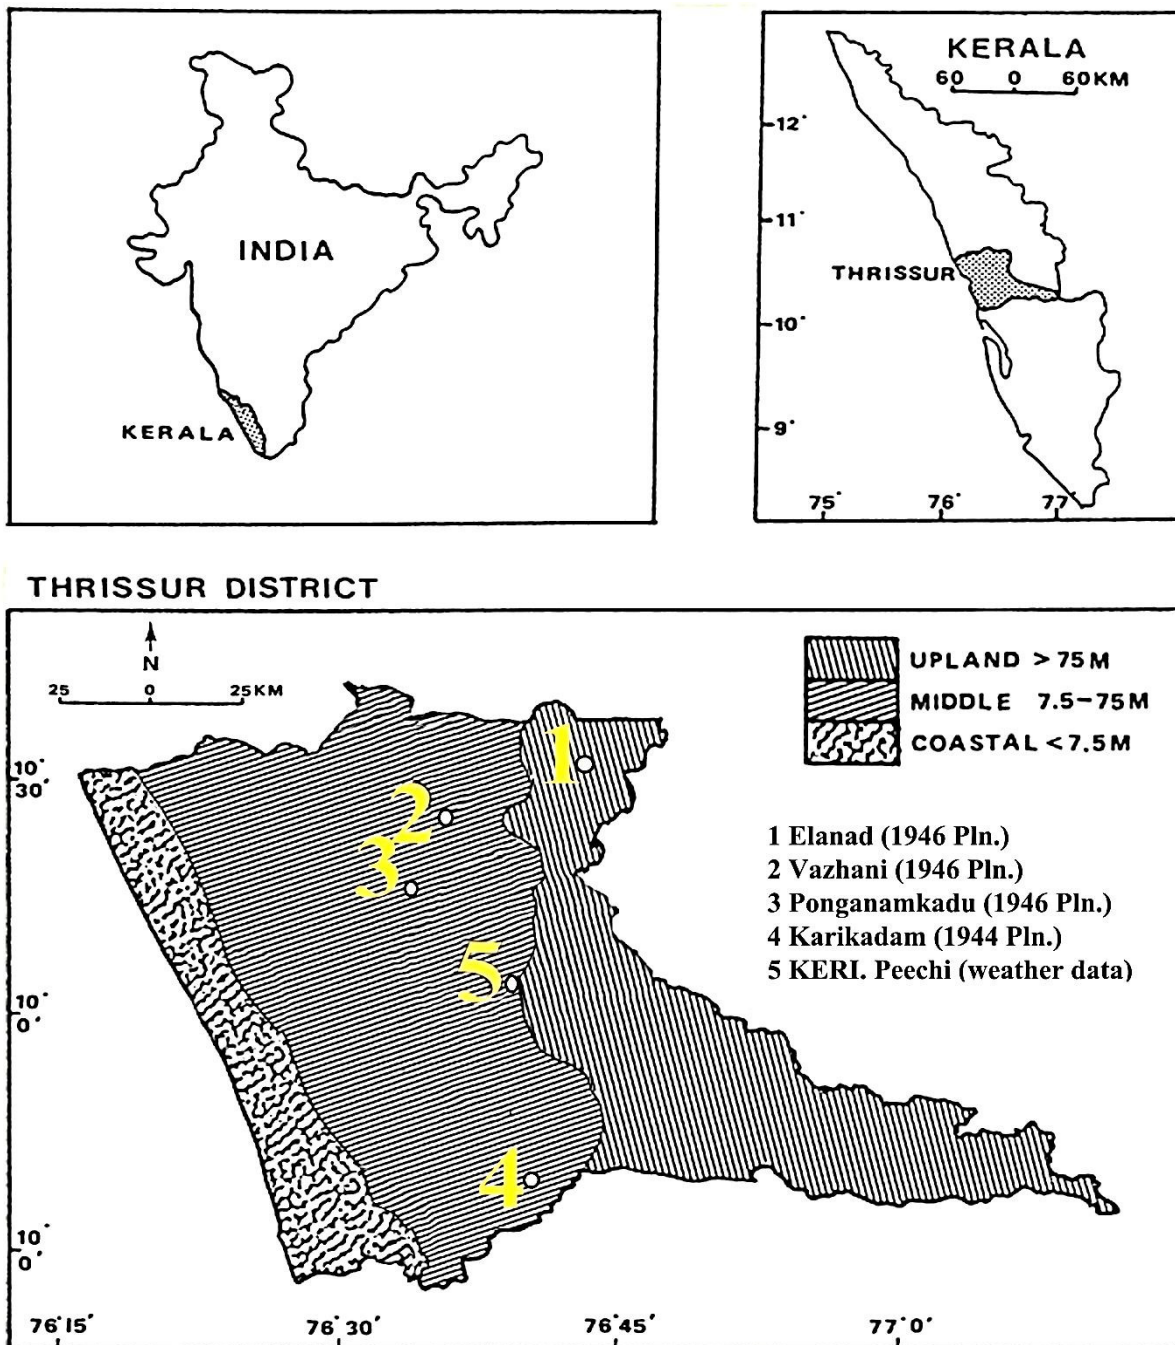 INDIA
KERALA
KERALA
60 0 60KM
12°
11°
THRISSUR
10°
9°
75° 76° 77°
THRISSUR DISTRICT
N
25 0 25KM
UPLAND > 75M
MIDDLE 7.5-75M
COASTAL <7.5M
10°
30'
1
2
3
1 Elanad (1946 Pln.)
2 Vazhani (1946 Pln.)
3 Ponganamkadu (1946 Pln.)
4 Karikadam (1944 Pln.)
5 KERI. Peechi (weather data)
5
10°
0'
4
10°
0'
76°15' 76°30' 76°45' 77°0'